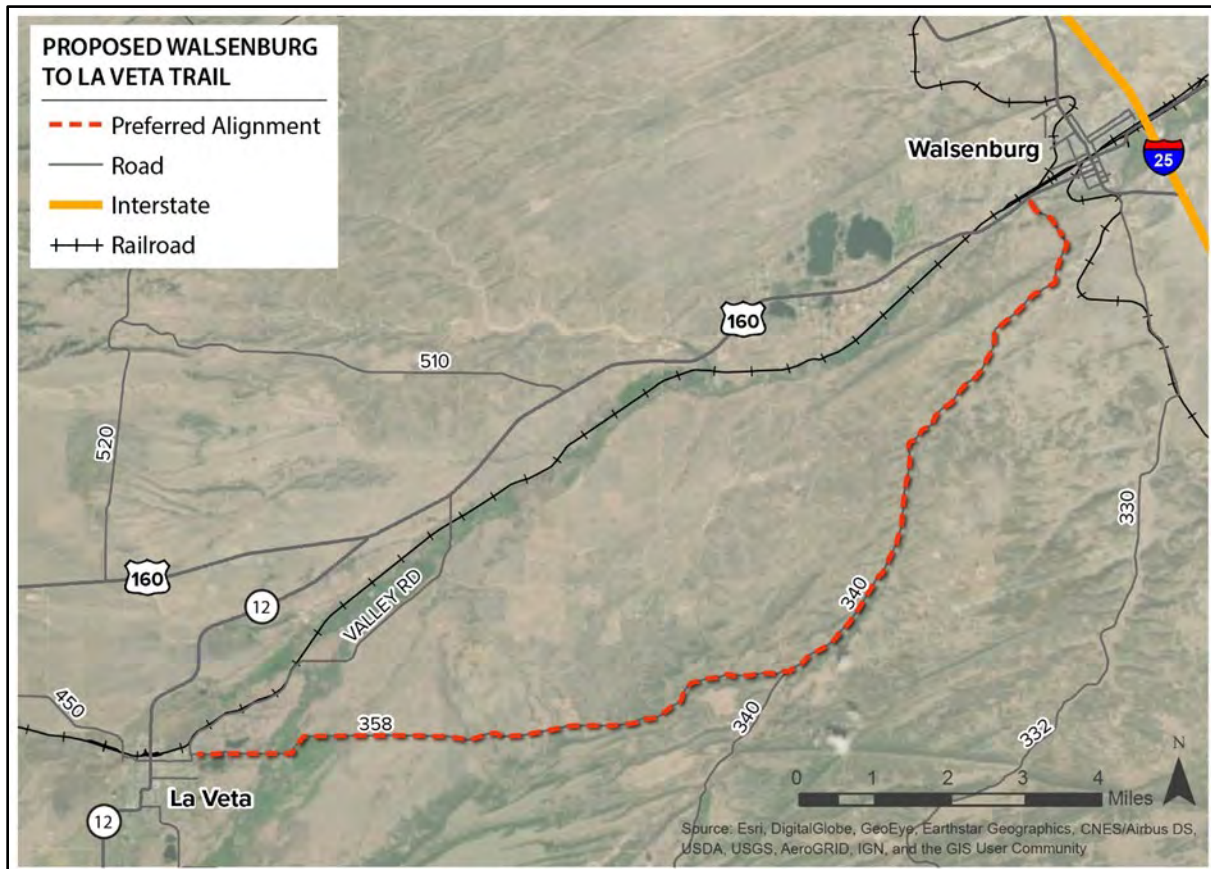 PROPOSED WALSENBURG
TO LA VETA TRAIL
Preferred Alignment
Road
Interstate
Railroad
Walsenburg
25
160
510
520
330
160
12
VALLEY RD
340
450
358
340
332
La Veta
12
N
0 1 2 3 4
Miles
Source: Esri, DigitalGlobe, GeoEye, Earthstar Geographics, CNES/Airbus DS,
USDA, USGS, AeroGRID, IGN, and the GIS User Community